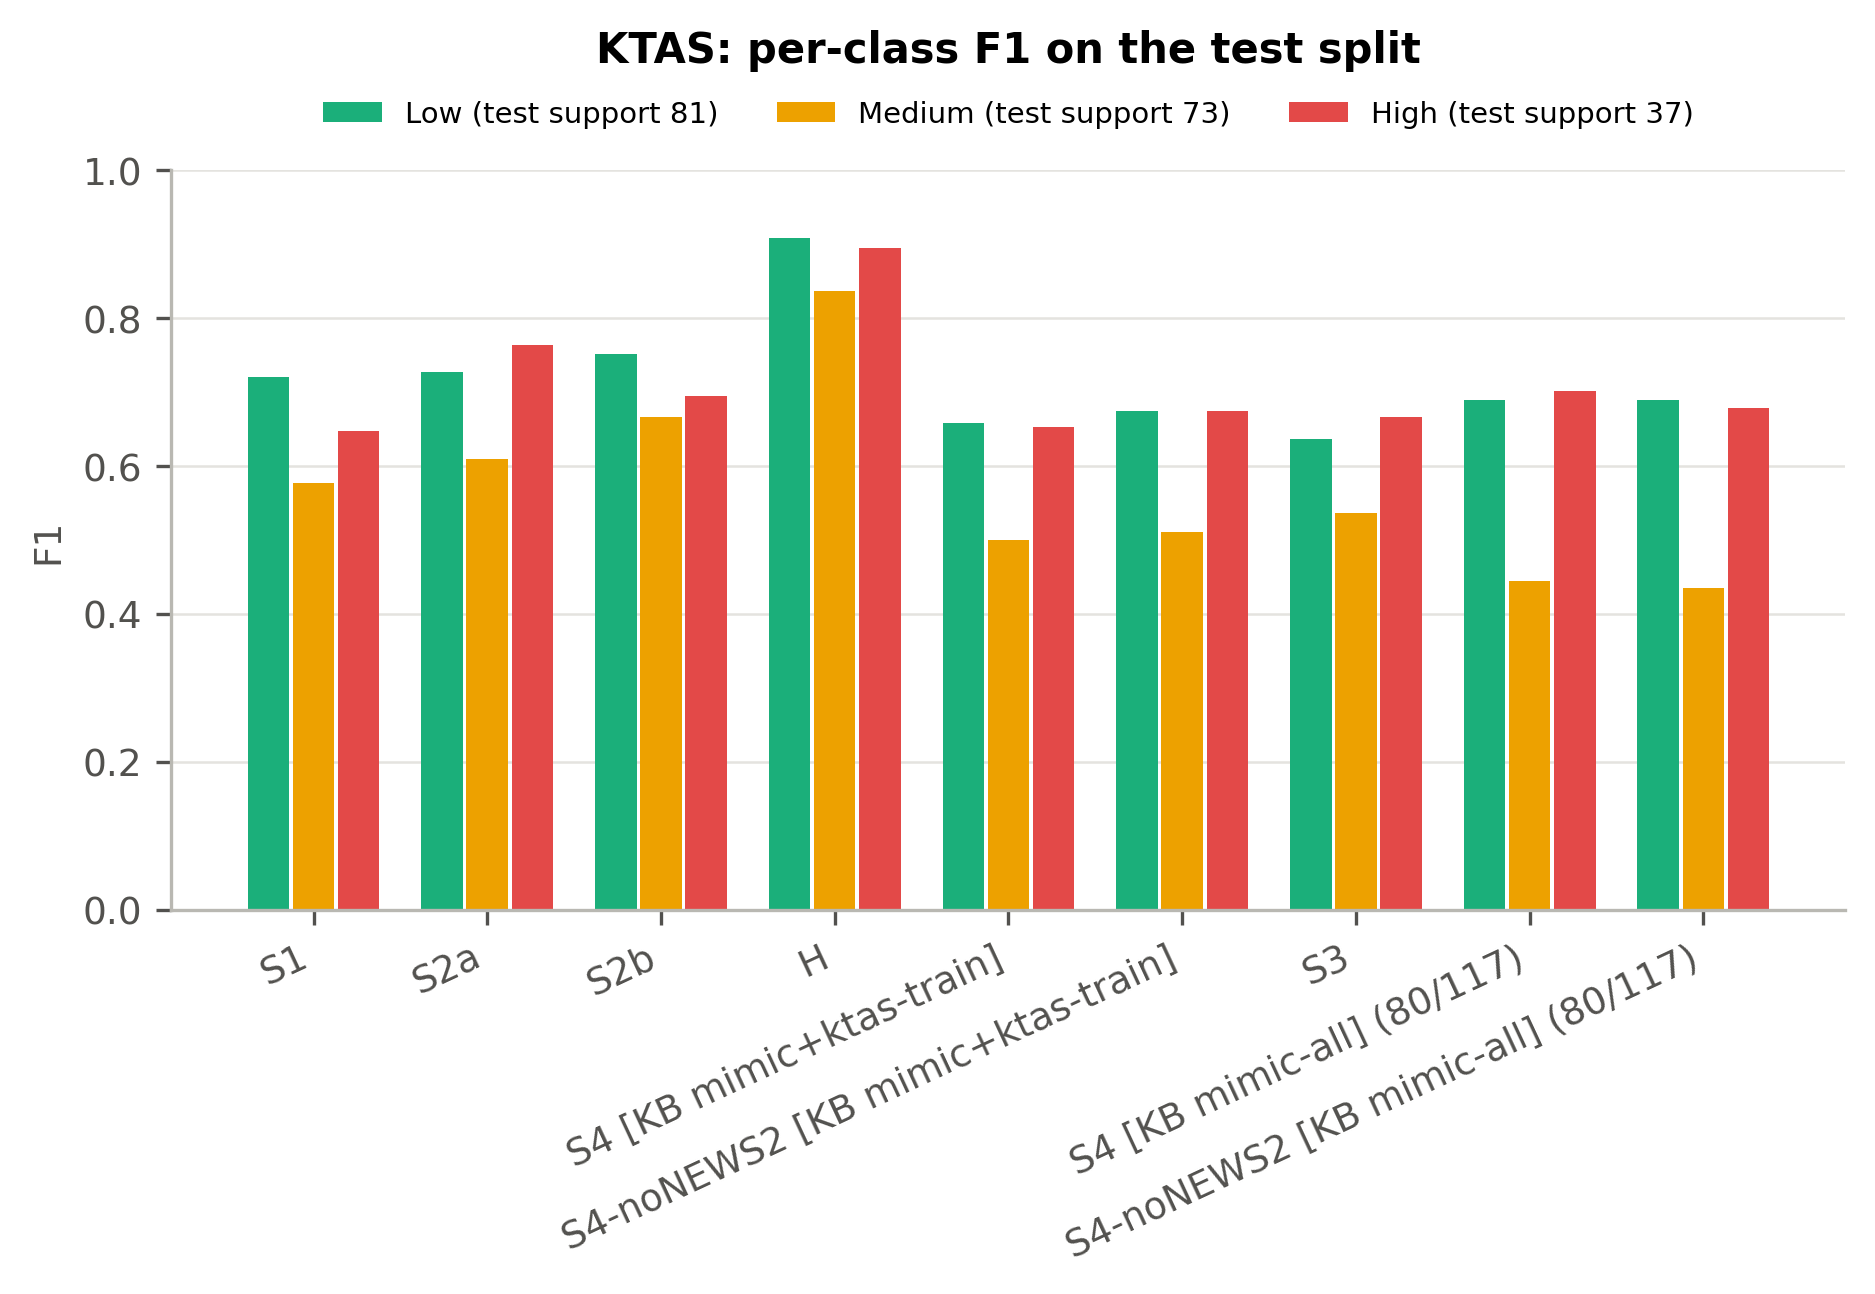 KTAS: per-class F1 on the test split
Low (test support 81)
Medium (test support 73)
High (test support 37)
1.0
0.8
0.6
0.4
0.2
0.0
F1
S1
S2a
S2b
H
S4 [KB mimic+ktas-train]
S4-noNEWS2 [KB mimic+ktas-train]
S3
S4 [KB mimic-all] (80/117)
S4-noNEWS2 [KB mimic-all] (80/117)